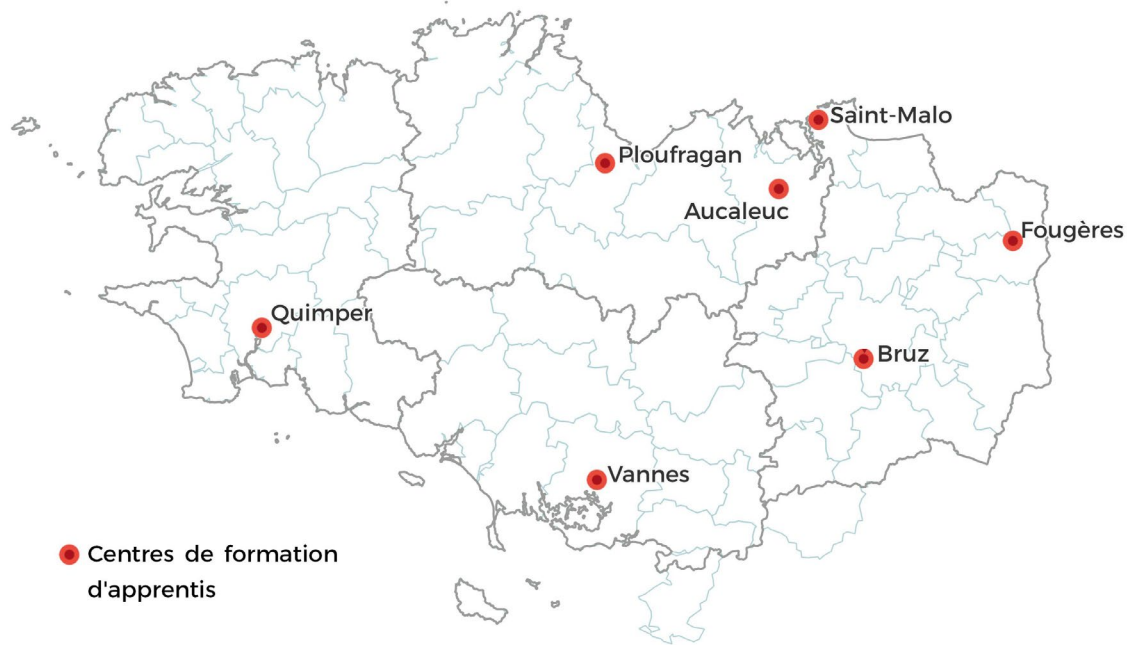 Saint-Malo
Ploufragan
Aucaleuc
Fougères
Quimper
Bruz
Vannes
Centres de formation
d'apprentis